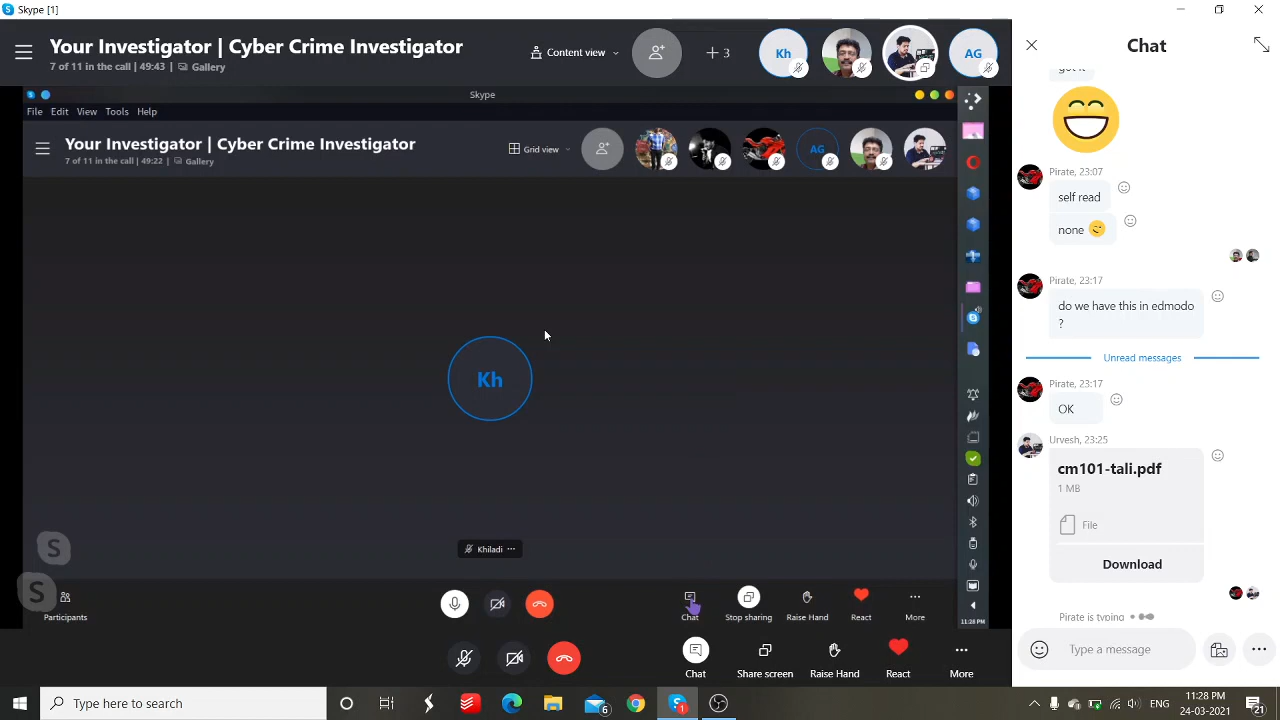 Skype [1]
Your Investigator | Cyber Crime Investigator
7 of 11 in the call | 49:43 | Gallery
Content view
+ 3
Kh
AG
Skype
File Edit View Tools Help
Your Investigator | Cyber Crime Investigator
7 of 11 in the call | 49:22 | Gallery
Grid view
AG
Kh
Khiladi ...
Participants
Chat
Stop sharing
Raise Hand
React
More
11:28 PM
Chat
Share screen
Raise Hand
React
More
Chat
got it
Pirate, 23:07
self read
none
Pirate, 23:17
do we have this in edmodo
?
Unread messages
Pirate, 23:17
OK
Urvesh, 23:25
cm101-tali.pdf
1 MB
File
Download
Pirate is typing
Type a message
Type here to search
6
1
ENG
11:28 PM
24-03-2021
21